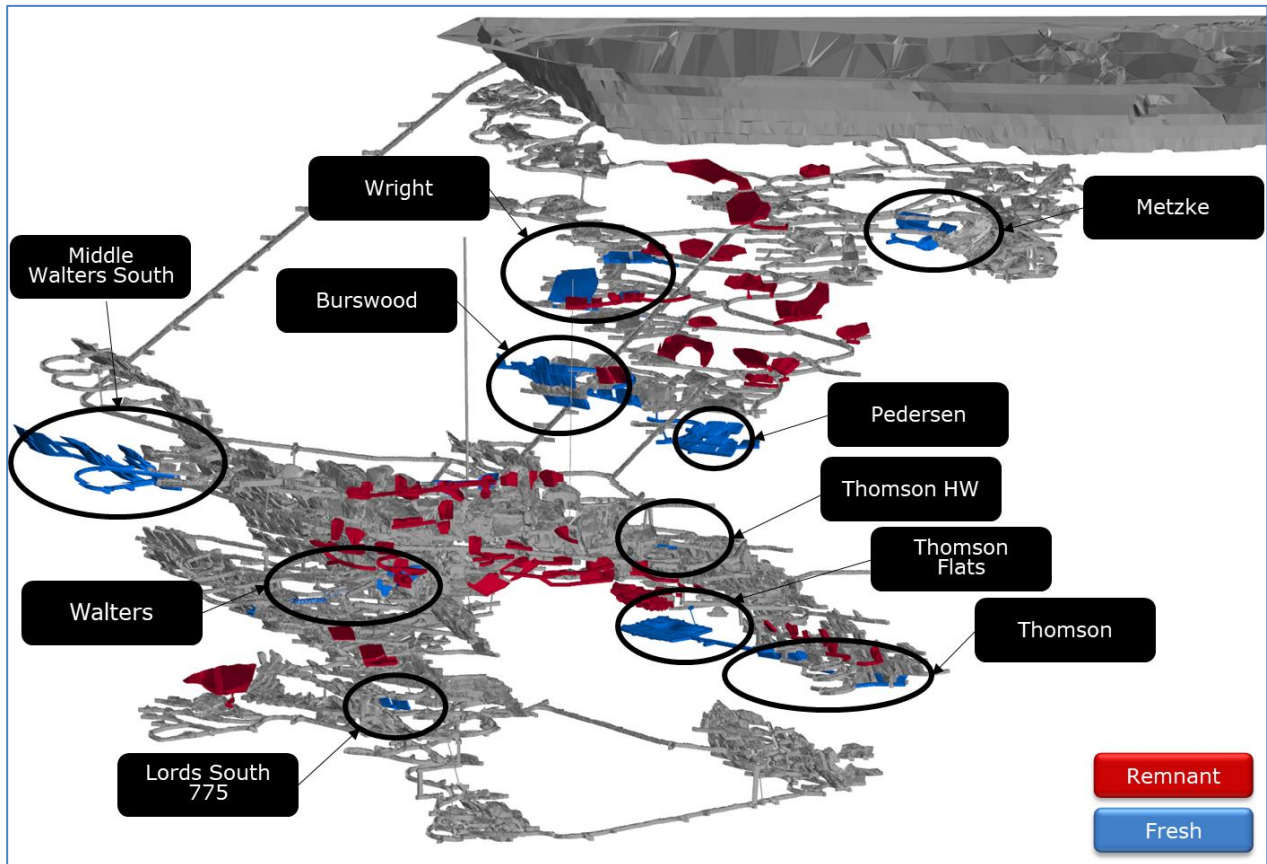 Wright
Metzke
Middle
Walters South
Burswood
Pedersen
Thomson HW
Thomson
Flats
Walters
Thomson
Lords South
775
Remnant
Fresh